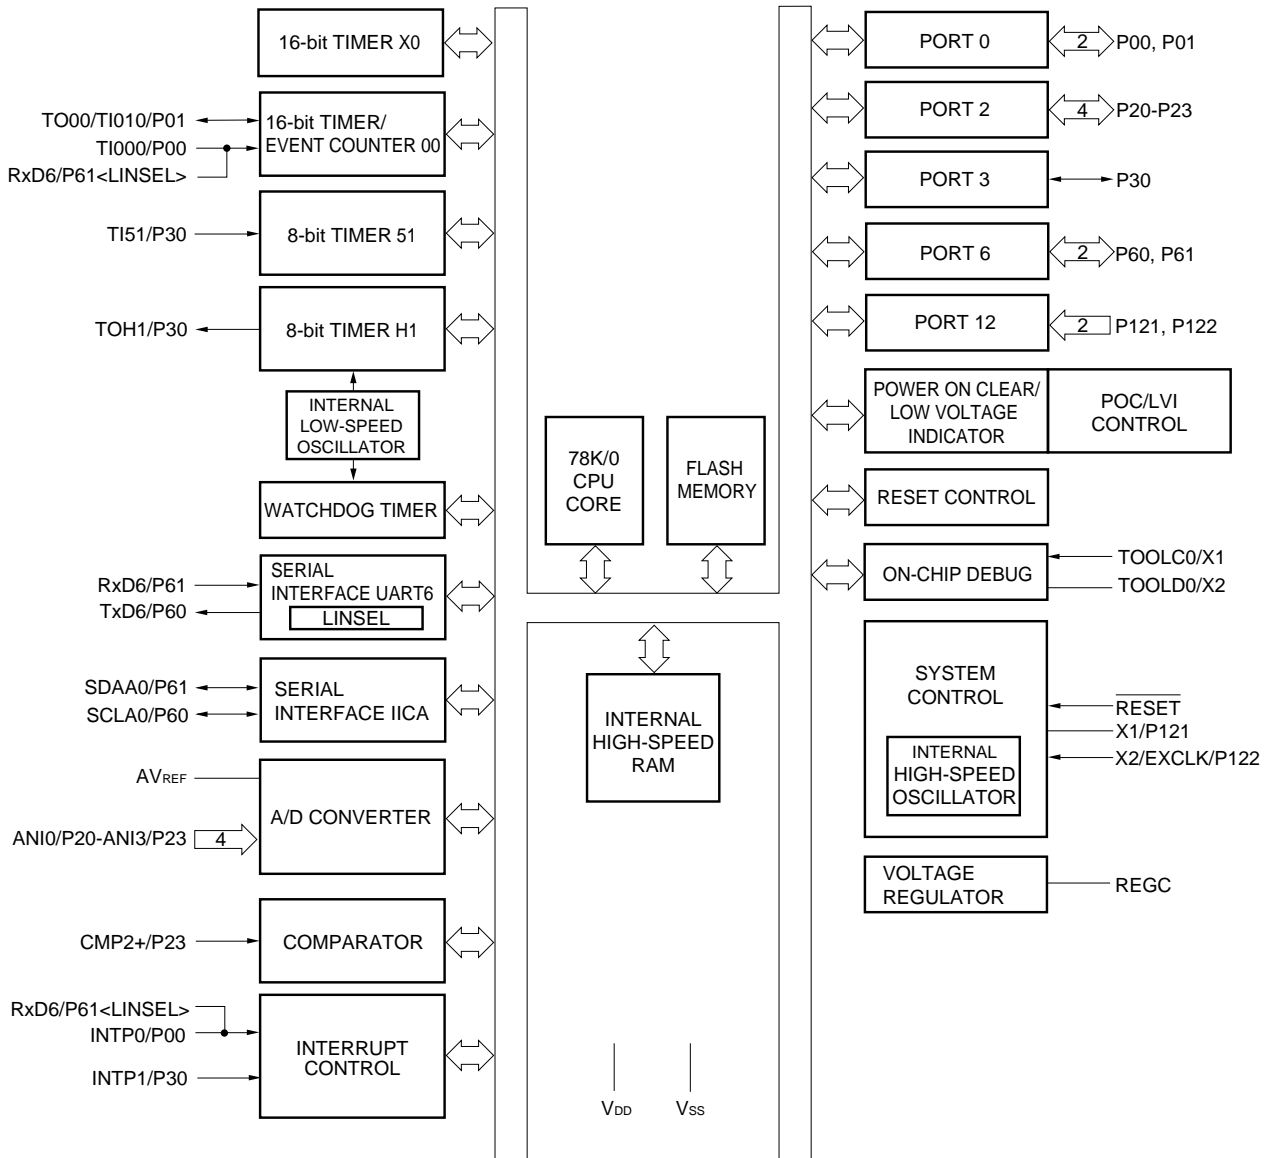 16-bit TIMER X0
TO00/TI010/P01
TI000/P00
RxD6/P61<LINSEL>
16-bit TIMER/
EVENT COUNTER 00
TI51/P30
8-bit TIMER 51
TOH1/P30
8-bit TIMER H1
INTERNAL
LOW-SPEED
OSCILLATOR
WATCHDOG TIMER
RxD6/P61
TxD6/P60
SERIAL
INTERFACE UART6
LINSEL
SDAA0/P61
SCLA0/P60
SERIAL
INTERFACE IICA
AVREF
ANI0/P20-ANI3/P23
4
A/D CONVERTER
CMP2+/P23
COMPARATOR
RxD6/P61<LINSEL>
INTP0/P00
INTP1/P30
INTERRUPT
CONTROL
78K/0
CPU
CORE
FLASH
MEMORY
INTERNAL
HIGH-SPEED
RAM
VDD
VSS
PORT 0
2
P00, P01
PORT 2
4
P20-P23
PORT 3
P30
PORT 6
2
P60, P61
PORT 12
2
P121, P122
POWER ON CLEAR/
LOW VOLTAGE
INDICATOR
POC/LVI
CONTROL
RESET CONTROL
ON-CHIP DEBUG
TOOLC0/X1
TOOLD0/X2
SYSTEM
CONTROL
INTERNAL
HIGH-SPEED
OSCILLATOR
RESET
X1/P121
X2/EXCLK/P122
VOLTAGE
REGULATOR
REGC